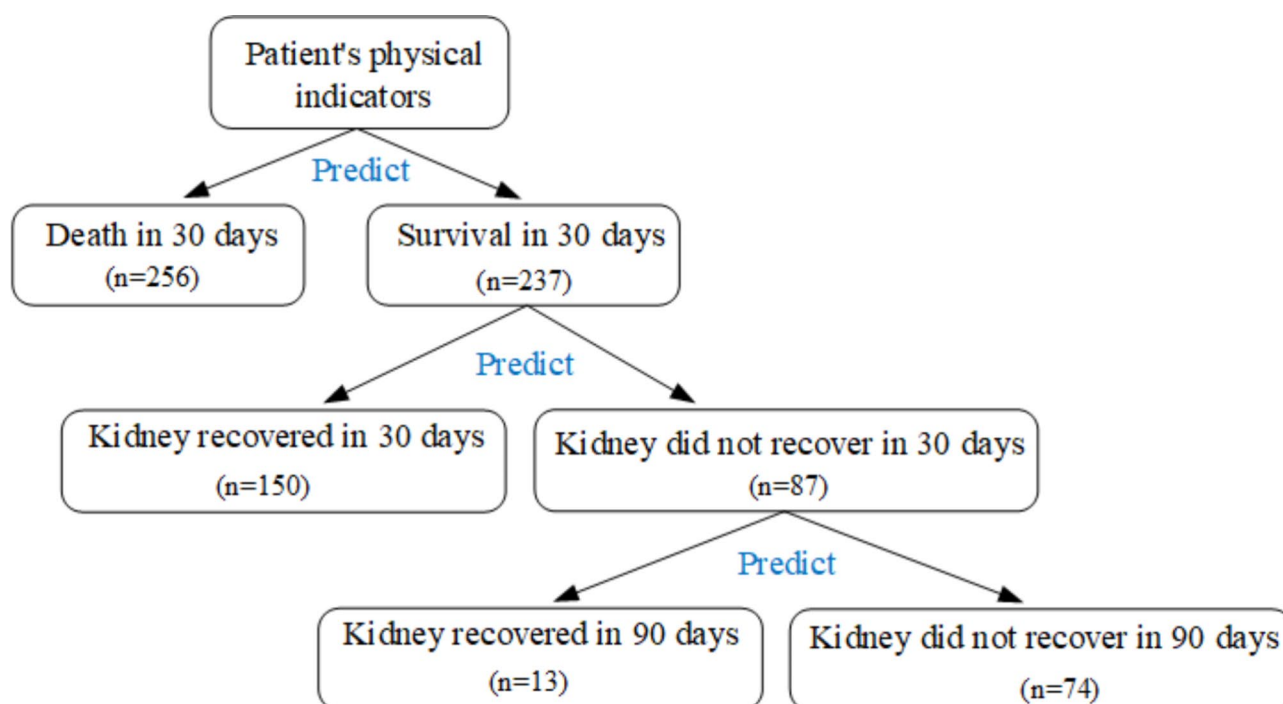 Patient's physical
indicators
Predict
Death in 30 days
(n=256)
Survival in 30 days
(n=237)
Predict
Kidney recovered in 30 days
(n=150)
Kidney did not recover in 30 days
(n=87)
Predict
Kidney recovered in 90 days
(n=13)
Kidney did not recover in 90 days
(n=74)